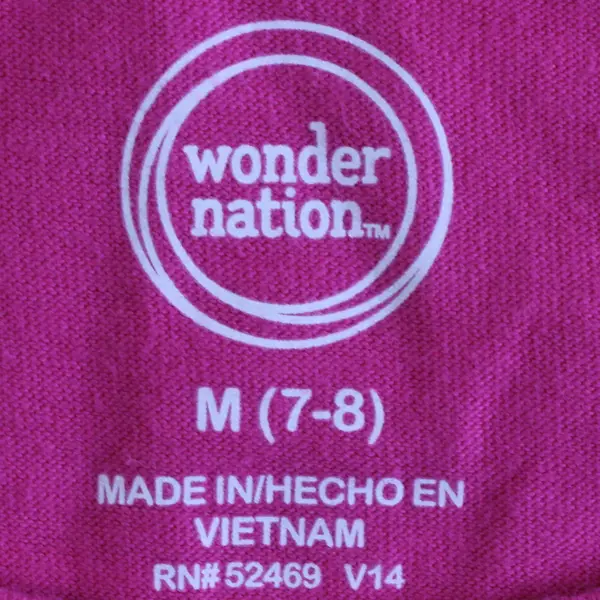 wonder
nation™
M (7-8)
MADE IN/HECHO EN
VIETNAM
RN# 52469 V14